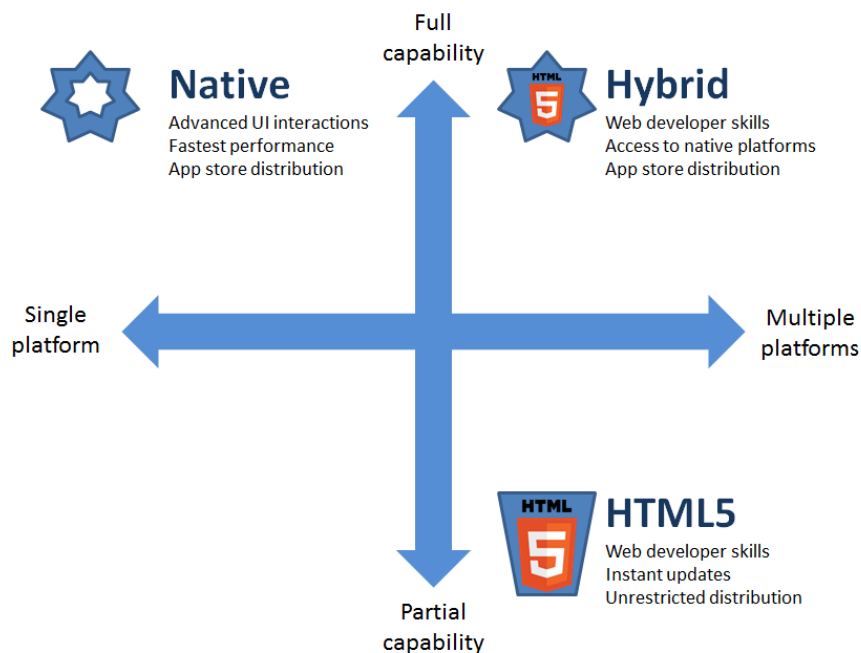 Full
capability
Native
Advanced UI interactions
Fastest performance
App store distribution
HTML
5
Hybrid
Web developer skills
Access to native platforms
App store distribution
Single
platform
Multiple
platforms
HTML
5
HTML5
Web developer skills
Instant updates
Unrestricted distribution
Partial
capability